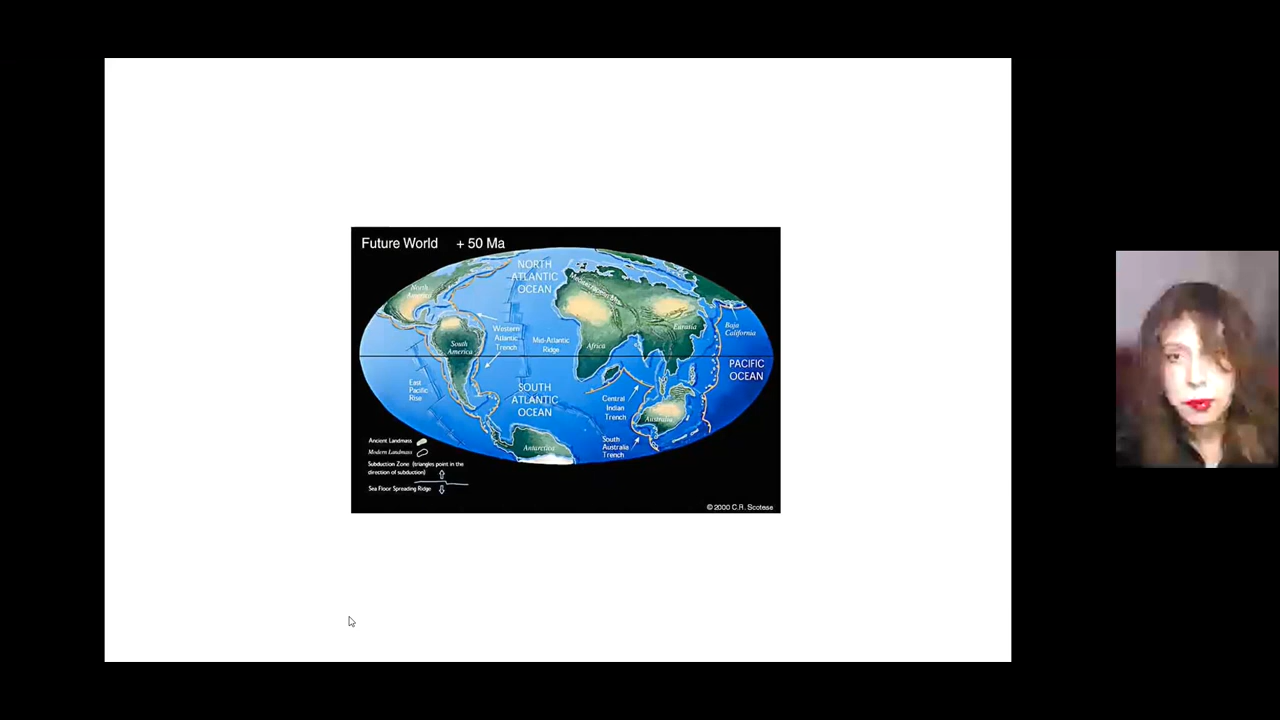 Future World + 50 Ma
NORTH
ATLANTIC
OCEAN
North
America
Mediterranean Mts.
Eurasia
Baja
California
Western
Atlantic
Trench
Mid-Atlantic
Ridge
South
America
Africa
PACIFIC
OCEAN
East
Pacific
Rise
SOUTH
ATLANTIC
OCEAN
Central
Indian
Trench
Australia
South
Australia
Trench
Antarctica
Ancient Landmass
Modern Landmass
Subduction Zone (triangles point in the
direction of subduction)
Sea Floor Spreading Ridge
© 2000 C.R. Scotese